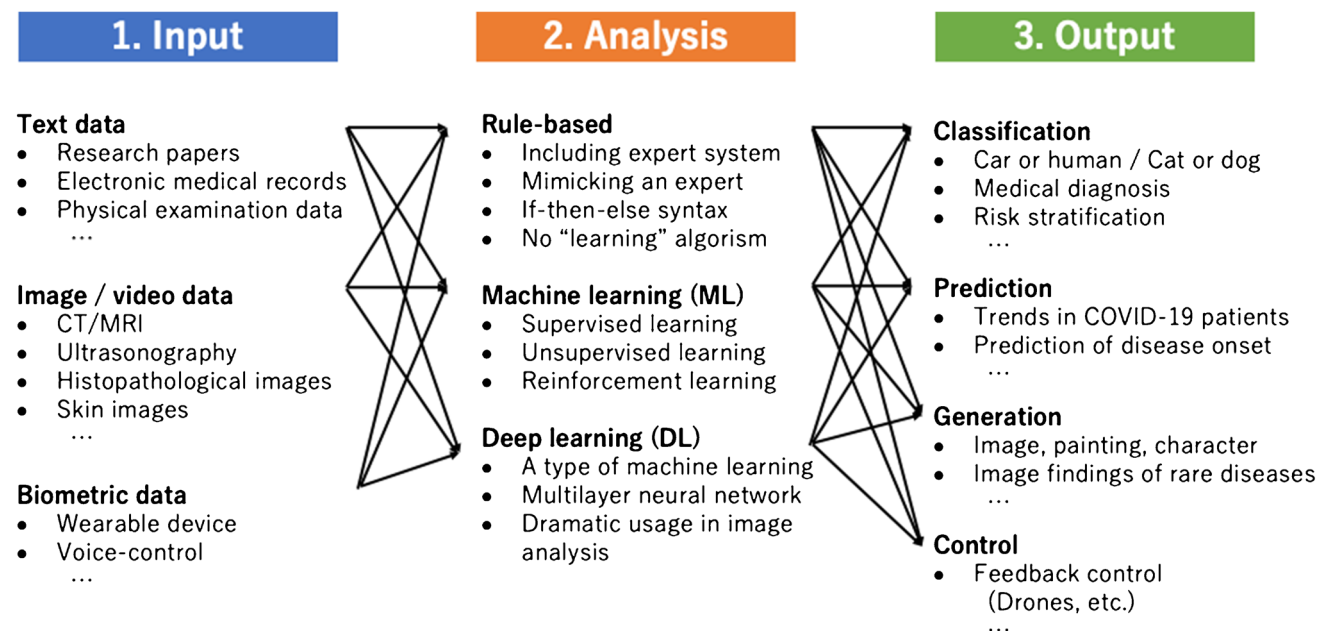 1. Input
2. Analysis
3. Output
Text data
• Research papers
• Electronic medical records
• Physical examination data
...
Image / video data
• CT/MRI
• Ultrasonography
• Histopathological images
• Skin images
...
Biometric data
• Wearable device
• Voice-control
...
Rule-based
• Including expert system
• Mimicking an expert
• If-then-else syntax
• No “learning” algorism
Machine learning (ML)
• Supervised learning
• Unsupervised learning
• Reinforcement learning
Deep learning (DL)
• A type of machine learning
• Multilayer neural network
• Dramatic usage in image
analysis
Classification
• Car or human / Cat or dog
• Medical diagnosis
• Risk stratification
...
Prediction
• Trends in COVID-19 patients
• Prediction of disease onset
...
Generation
• Image, painting, character
• Image findings of rare diseases
...
Control
• Feedback control
(Drones, etc.)
...